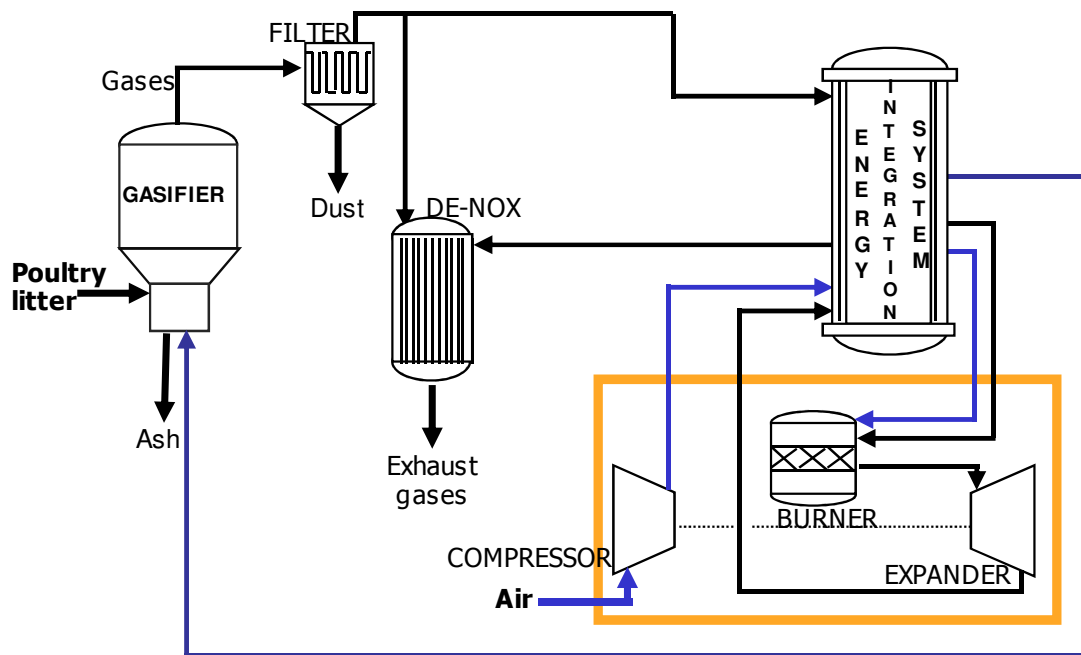 FILTER
Gases
GASIFIER
Dust
DE-NOX
Poultry
litter
Ash
Exhaust
gases
ENERGY
INTEGRATION
SYSTEM
BURNER
COMPRESSOR
EXPANDER
Air